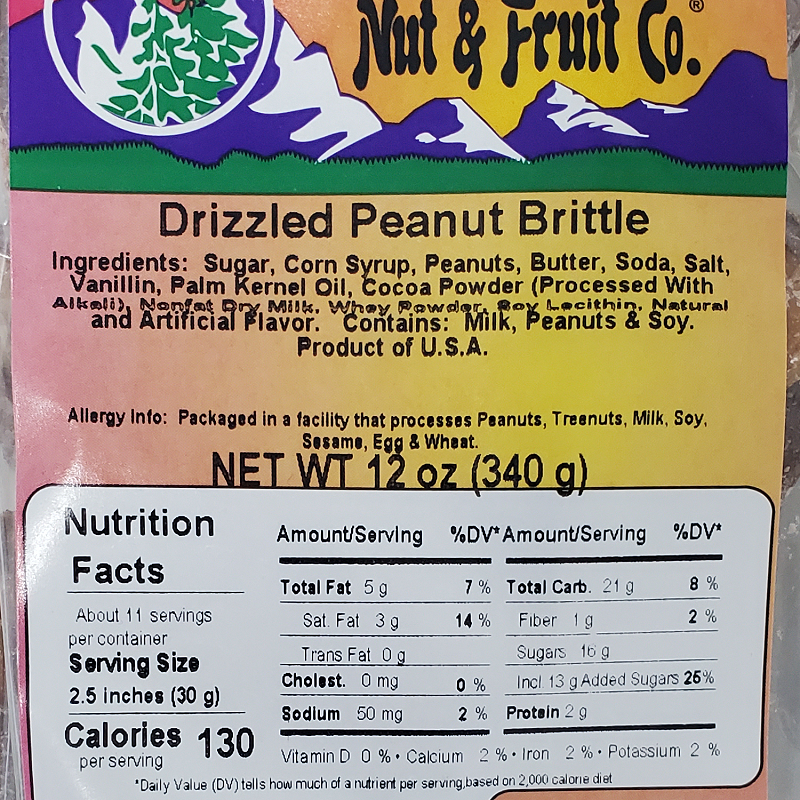 Nut & Fruit Co.®
Drizzled Peanut Brittle
Ingredients: Sugar, Corn Syrup, Peanuts, Butter, Soda, Salt,
Vanillin, Palm Kernel Oil, Cocoa Powder (Processed With
Alkali), Nonfat Dry Milk, Whey Powder, Soy Lecithin, Natural
and Artificial Flavor. Contains: Milk, Peanuts & Soy.
Product of U.S.A.
Allergy Info: Packaged in a facility that processes Peanuts, Treenuts, Milk, Soy,
Sesame, Egg & Wheat.
NET WT 12 oz (340 g)
Nutrition
Facts
About 11 servings
per container
Serving Size
2.5 inches (30 g)
Calories 130
per serving
Amount/Serving %DV* Amount/Serving %DV*
Total Fat 5 g 7 % Total Carb. 21 g 8 %
Sat. Fat 3 g 14 % Fiber 1 g 2 %
Trans Fat 0 g Sugars 16 g
Cholest. 0 mg 0 % Incl 13 g Added Sugars 25%
Sodium 50 mg 2 % Protein 2 g
Vitamin D 0 % • Calcium 2 % • Iron 2 % • Potassium 2 %
*Daily Value (DV) tells how much of a nutrient per serving,based on 2,000 calorie diet